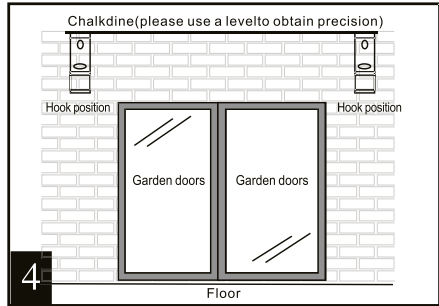 Chalkdine(please use a levelto obtain precision)
Hook position Hook position
Garden doors Garden doors
4
Floor